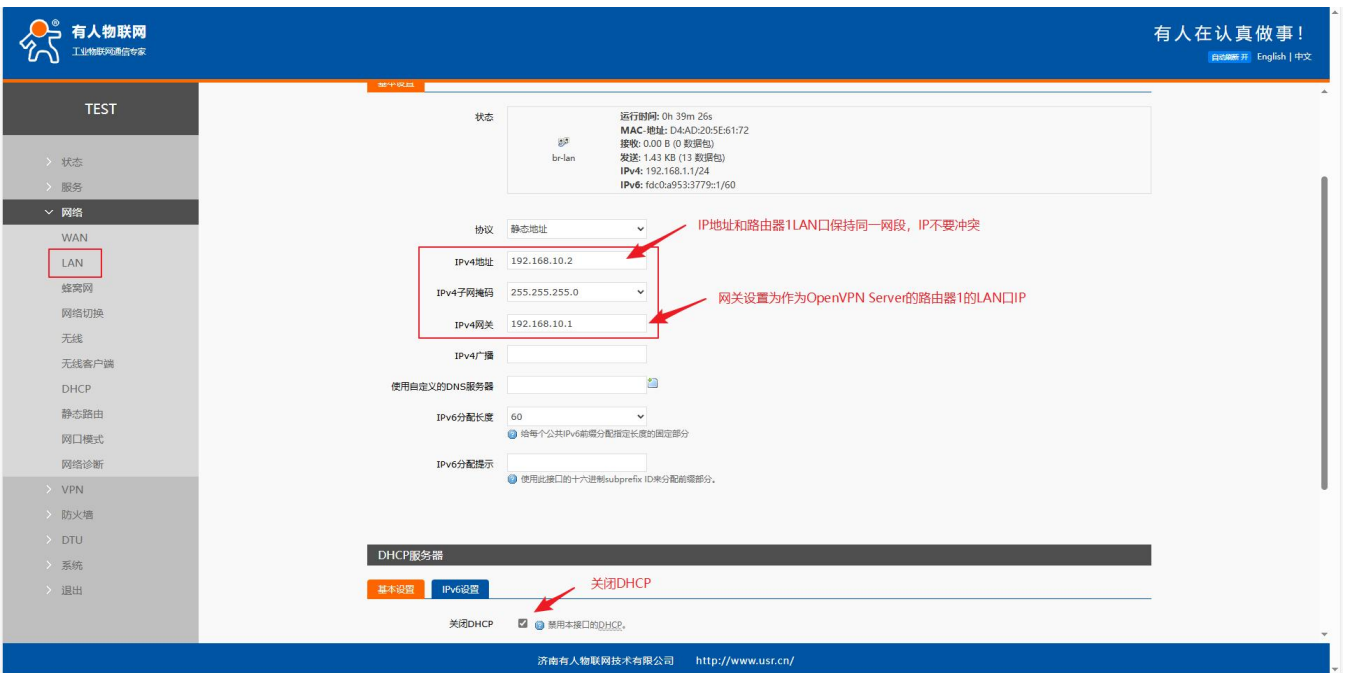 有人物联网
工业物联网通信专家
有人在认真做事！
自动刷新 开 English | 中文
TEST
状态
服务
网络
WAN
LAN
蜂窝网
网络切换
无线
无线客户端
DHCP
静态路由
网口模式
网络诊断
VPN
防火墙
DTU
系统
退出
基本设置
状态
br-lan
运行时间: 0h 39m 26s
MAC-地址: D4:AD:20:5E:61:72
接收: 0.00 B (0 数据包)
发送: 1.43 KB (13 数据包)
IPv4: 192.168.1.1/24
IPv6: fdc0:a953:3779::1/60
协议 静态地址
IP地址和路由器1LAN口保持同一网段，IP不要冲突
IPv4地址 192.168.10.2
IPv4子网掩码 255.255.255.0
网关设置为作为OpenVPN Server的路由器1的LAN口IP
IPv4网关 192.168.10.1
IPv4广播
使用自定义的DNS服务器
IPv6分配长度 60
给每个公共IPv6前缀分配指定长度的固定部分
IPv6分配提示
使用此接口的十六进制subprefix ID来分配前缀部分。
DHCP服务器
基本设置 IPv6设置
关闭DHCP
关闭DHCP 禁用本接口的DHCP。
济南有人物联网技术有限公司 http://www.usr.cn/